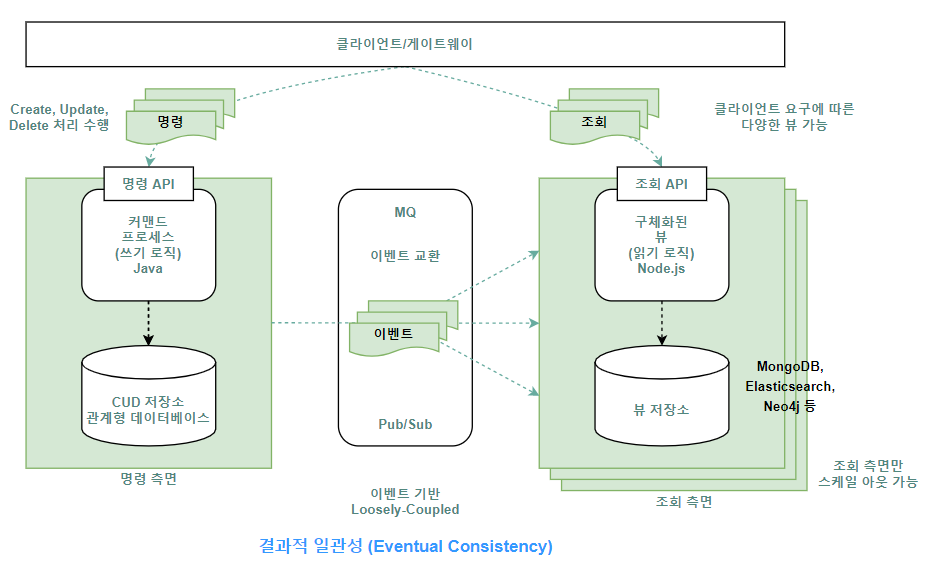 클라이언트/게이트웨이
Create, Update,
Delete 처리 수행
명령
조회
클라이언트 요구에 따른
다양한 뷰 가능
명령 API
커맨드
프로세스
(쓰기 로직)
Java
CUD 저장소
관계형 데이터베이스
명령 측면
MQ
이벤트 교환
이벤트
Pub/Sub
이벤트 기반
Loosely-Coupled
조회 API
구체화된
뷰
(읽기 로직)
Node.js
뷰 저장소
MongoDB,
Elasticsearch,
Neo4j 등
조회 측면만
스케일 아웃 가능
조회 측면
결과적 일관성 (Eventual Consistency)